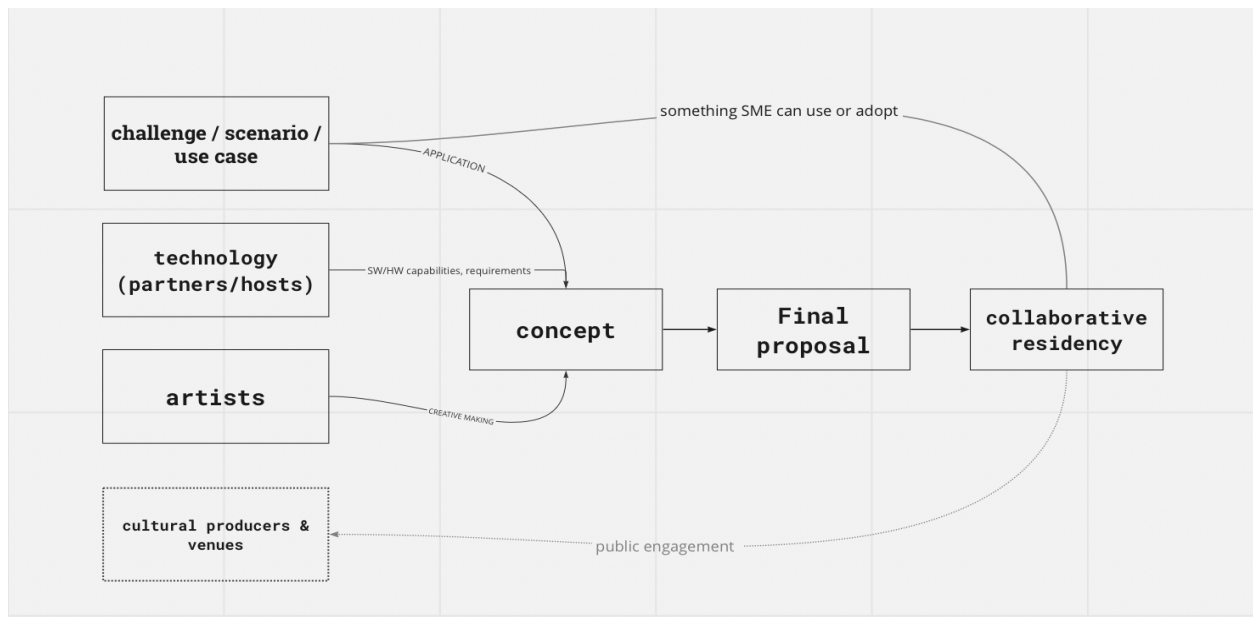 something SME can use or adopt
challenge / scenario /
use case
APPLICATION
technology
(partners/hosts)
SW/HW capabilities, requirements
concept
Final
proposal
collaborative
residency
artists
CREATIVE MAKING
cultural producers &
venues
public engagement